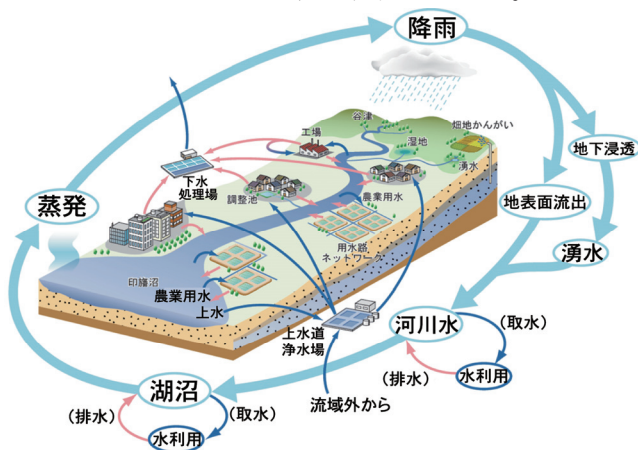 降雨
谷津
工場
湿地
畑地かんがい
湧水
地下浸透
下水
処理場
調整池
農業用水
地表面流出
蒸発
用水路
ネットワーク
湧水
印旛沼
農業用水
上水
上水道
浄水場
河川水
(取水)
(排水)
水利用
流域外から
湖沼
(排水)
(取水)
水利用